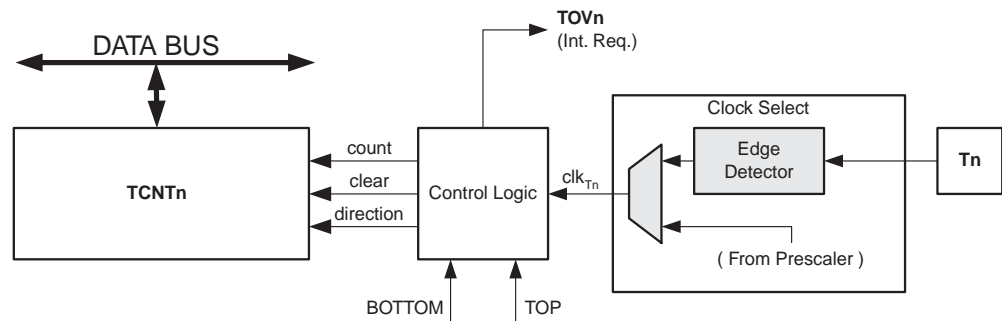 TOVn
(Int. Req.)
DATA BUS
Clock Select
count
Edge
Detector
Tn
TCNTn
clear
Control Logic
clkTn
direction
( From Prescaler )
BOTTOM
TOP